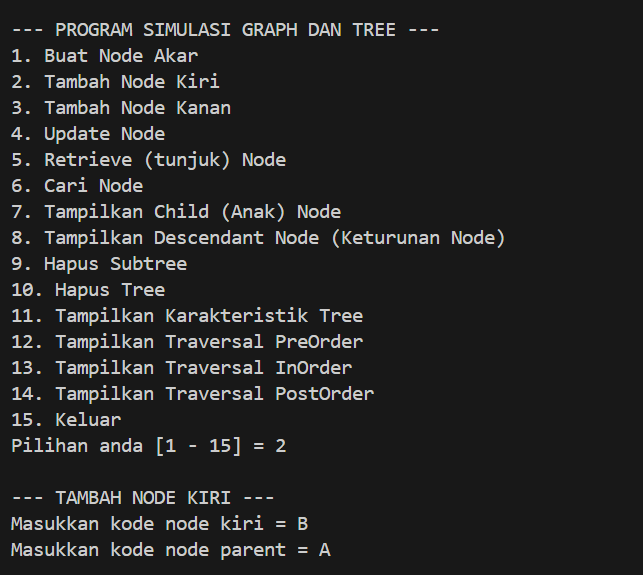 --- PROGRAM SIMULASI GRAPH DAN TREE ---
1. Buat Node Akar
2. Tambah Node Kiri
3. Tambah Node Kanan
4. Update Node
5. Retrieve (tunjuk) Node
6. Cari Node
7. Tampilkan Child (Anak) Node
8. Tampilkan Descendant Node (Keturunan Node)
9. Hapus Subtree
10. Hapus Tree
11. Tampilkan Karakteristik Tree
12. Tampilkan Traversal PreOrder
13. Tampilkan Traversal InOrder
14. Tampilkan Traversal PostOrder
15. Keluar
Pilihan anda [1 - 15] = 2
--- TAMBAH NODE KIRI ---
Masukkan kode node kiri = B
Masukkan kode node parent = A